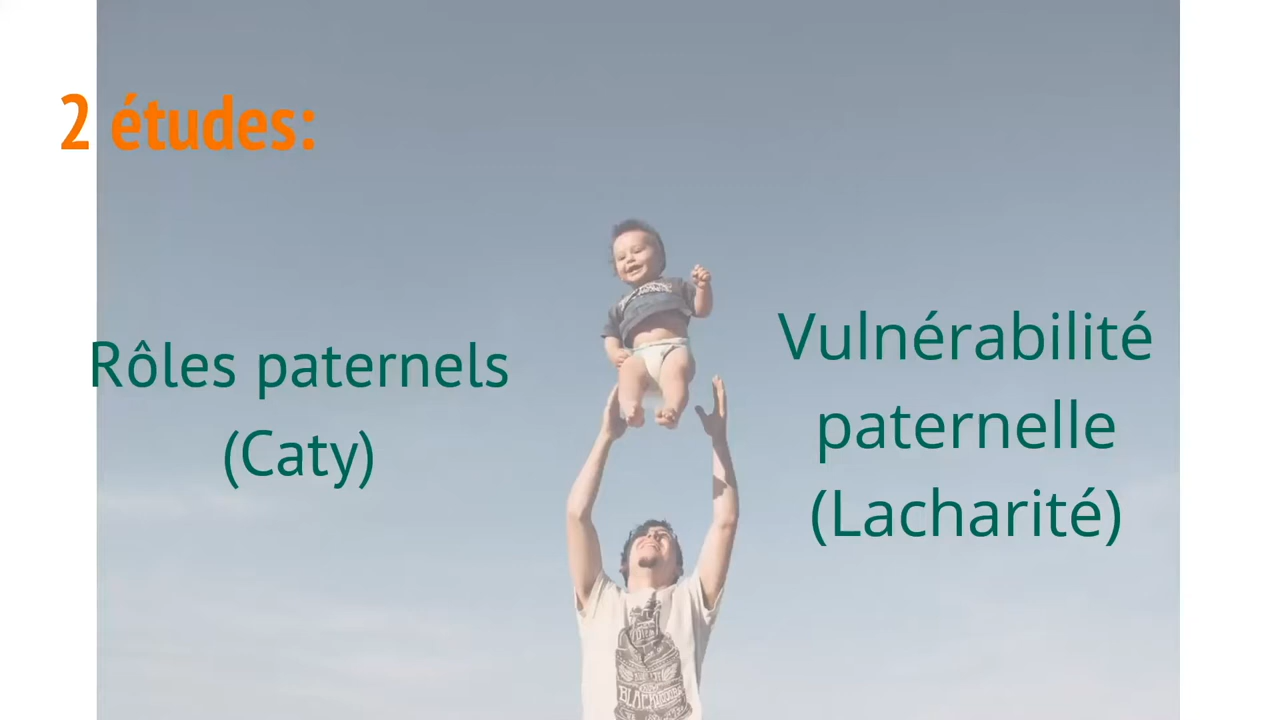 2 études:
Rôles paternels
(Caty)
Vulnérabilité
paternelle
(Lacharité)